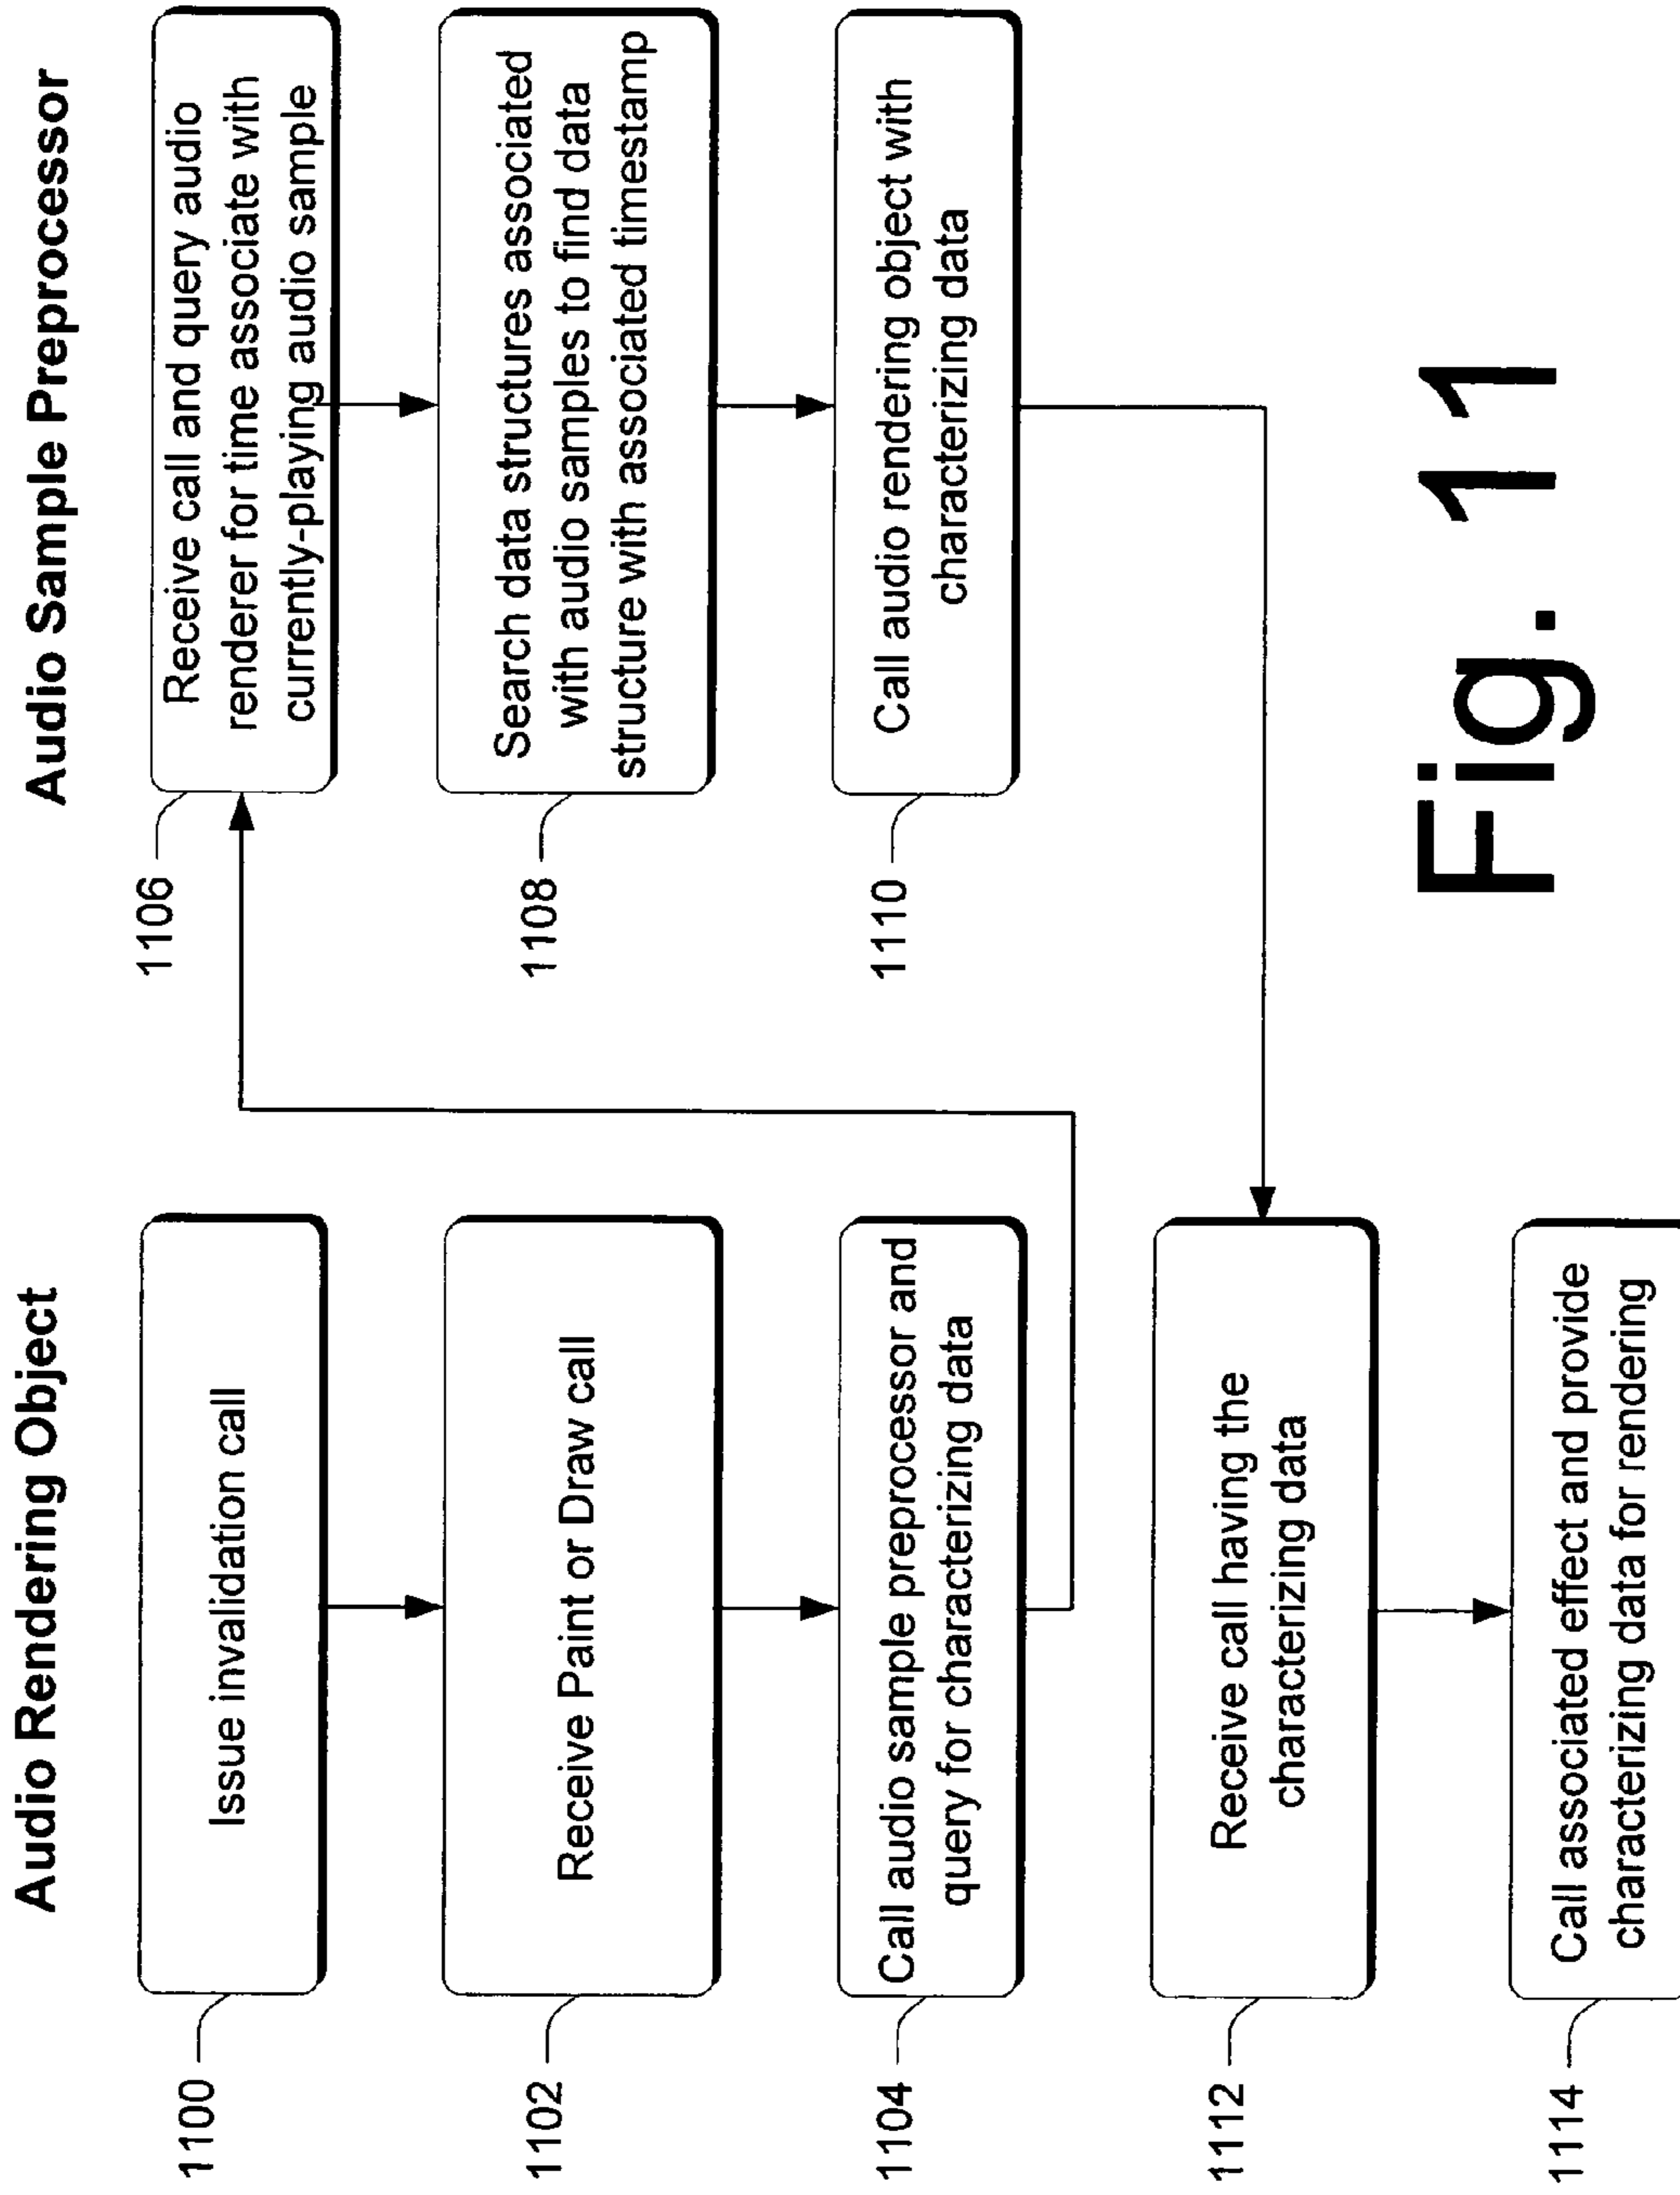 Audio Rendering Object
1100
Issue invalidation call
1102
Receive Paint or Draw call
1104
Call audio sample preprocessor and
query for characterizing data
1112
Receive call having the
characterizing data
1114
Call associated effect and provide
characterizing data for rendering
Audio Sample Preprocessor
1106
Receive call and query audio
renderer for time associate with
currently-playing audio sample
1108
Search data structures associated
with audio samples to find data
structure with associated timestamp
1110
Call audio rendering object with
characterizing data
Fig. 11